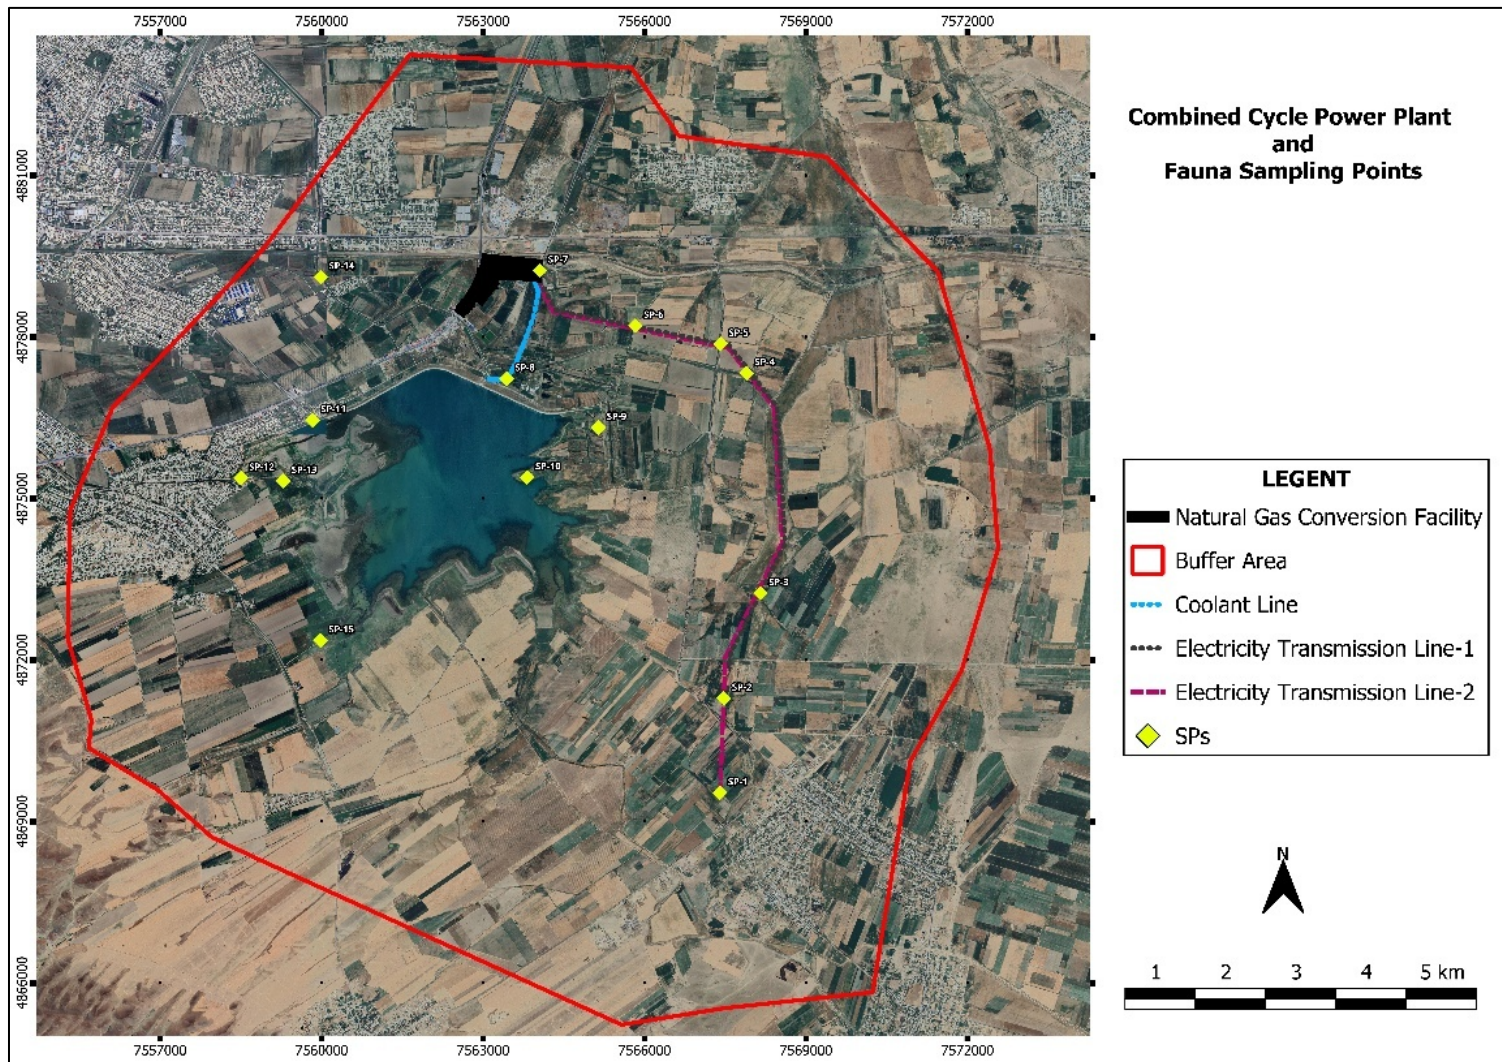 7557000 7560000 7563000 7566000 7569000 7572000
Combined Cycle Power Plant
and
Fauna Sampling Points
4881000
4878000
4875000
4872000
4869000
4866000
SP-14
SP-7
SP-6
SP-5
SP-4
SP-8
SP-11
SP-9
SP-12
SP-13
SP-10
SP-3
SP-15
SP-2
SP-1
LEGENT
Natural Gas Conversion Facility
Buffer Area
Coolant Line
Electricity Transmission Line-1
Electricity Transmission Line-2
SPs
N
1 2 3 4 5 km
7557000 7560000 7563000 7566000 7569000 7572000